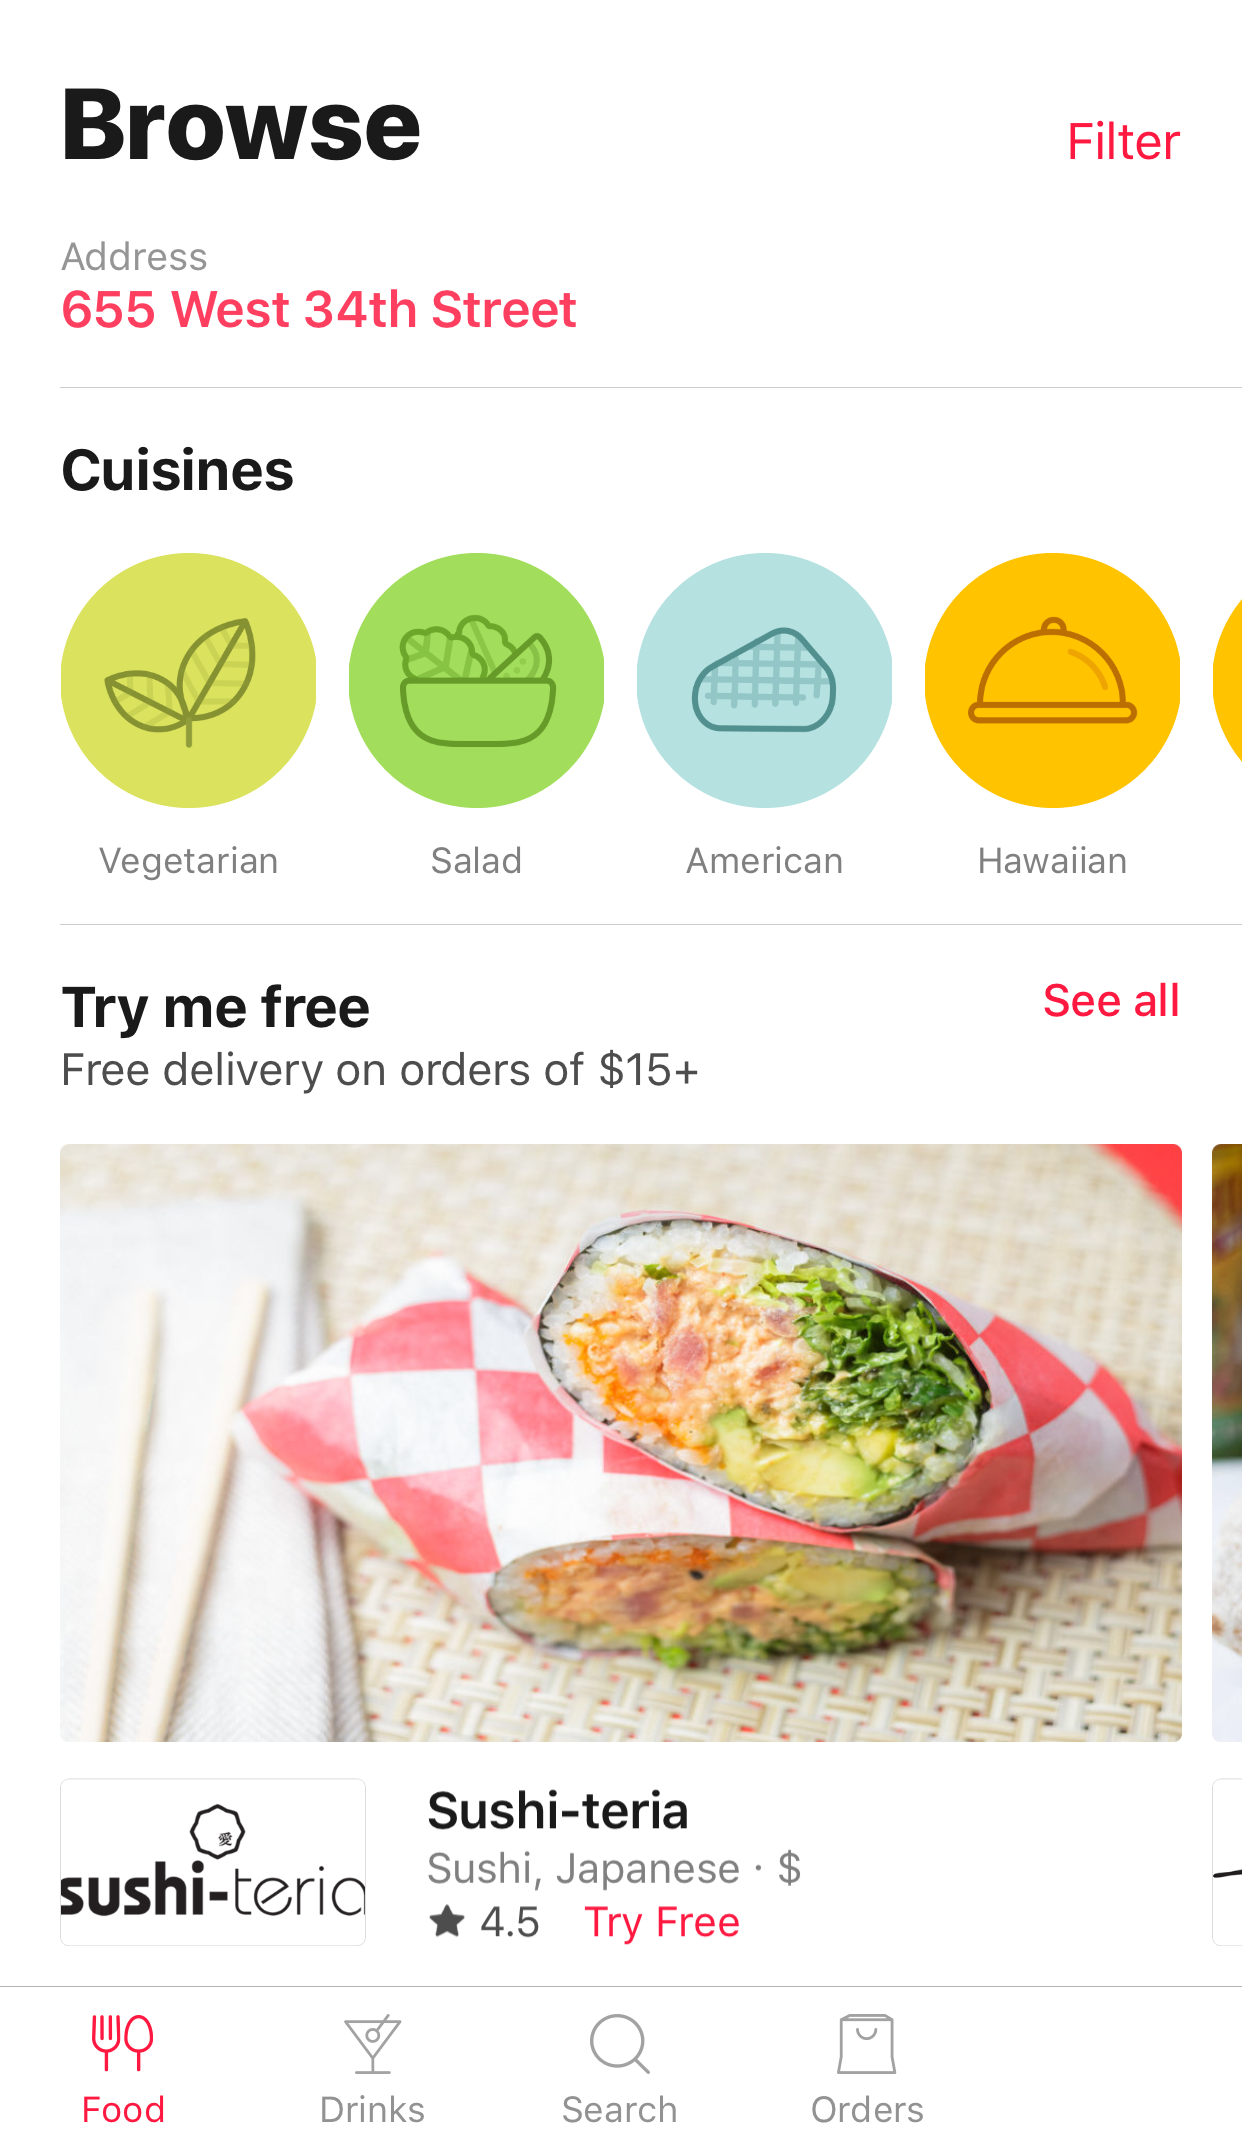 Browse
Filter
Address
655 West 34th Street
Cuisines
Vegetarian
Salad
American
Hawaiian
Try me free
See all
Free delivery on orders of $15+
愛
sushi-teria
Sushi-teria
Sushi, Japanese · $
★ 4.5 Try Free
Food
Drinks
Search
Orders